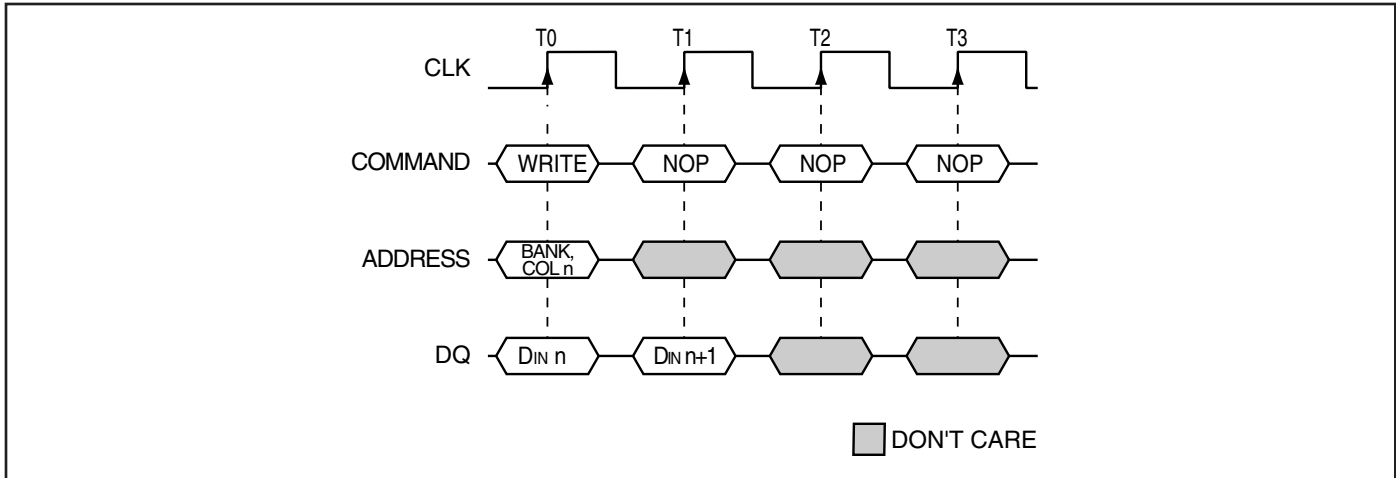 T0 T1 T2 T3
CLK
COMMAND WRITE NOP NOP NOP
ADDRESS BANK,
COL n
DQ DIN n DIN n+1
DON'T CARE